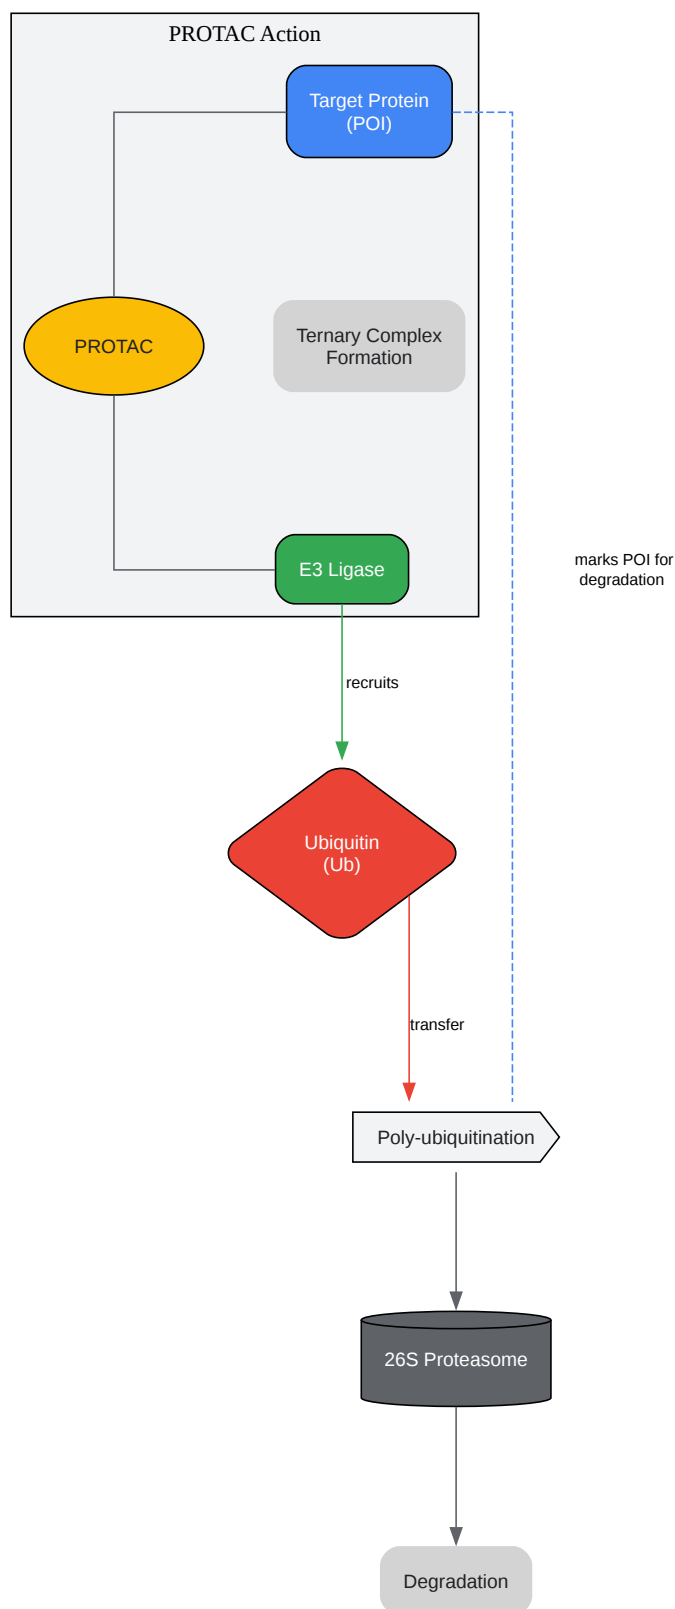 PROTAC Action
Target Protein
(POI)
PROTAC
Ternary Complex
Formation
E3 Ligase
marks POI for
degradation
recruits
Ubiquitin
(Ub)
transfer
Poly-ubiquitination
26S Proteasome
Degradation